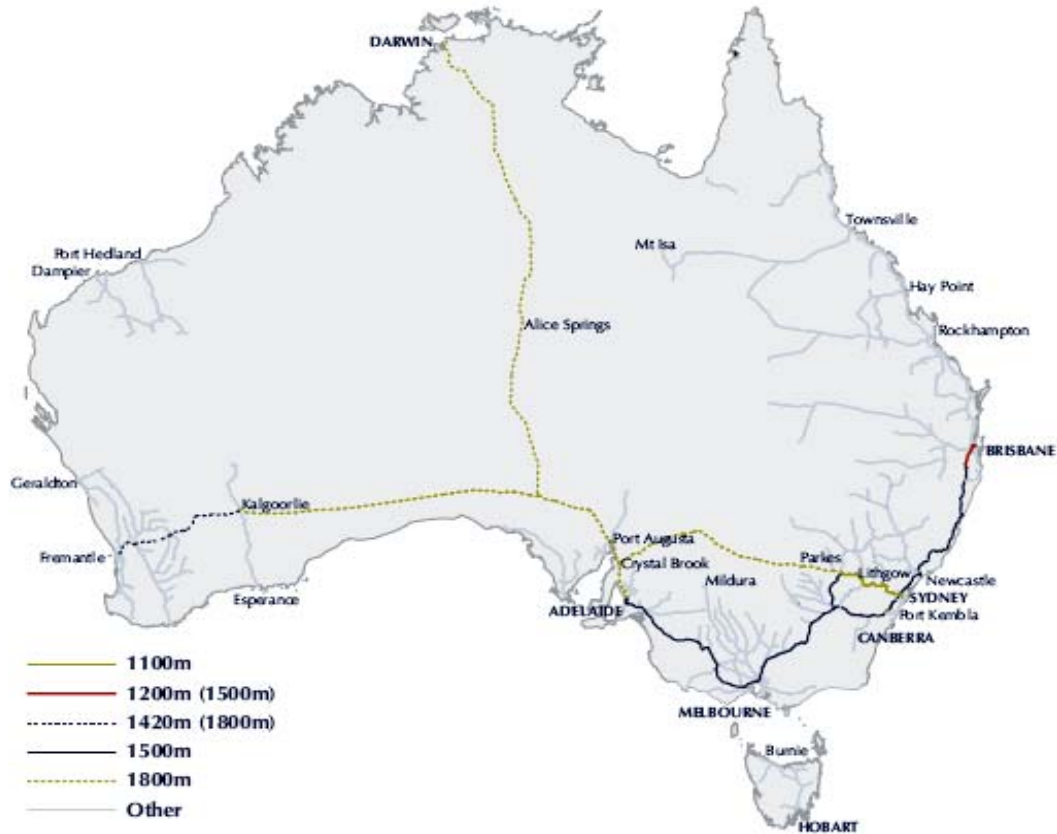 DARWIN
Townsville
Mt Isa
Port Hedland
Dampier
Hay Point
Alice Springs
Rockhampton
BRISBANE
Geraldton
Kalgoorlie
Fremantle
Port Augusta
Parkes
Crystal Brook
Lithgow
Mildura
Newcastle
Esperance
SYDNEY
ADELAIDE
Port Kembla
CANBERRA
MELBOURNE
Burnie
HOBART
1100m
1200m (1500m)
1420m (1800m)
1500m
1800m
Other